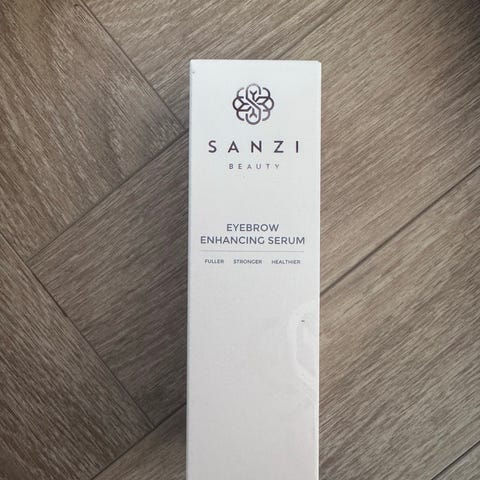 SANZI
BEAUTY
EYEBROW
ENHANCING SERUM
FULLER STRONGER HEALTHIER